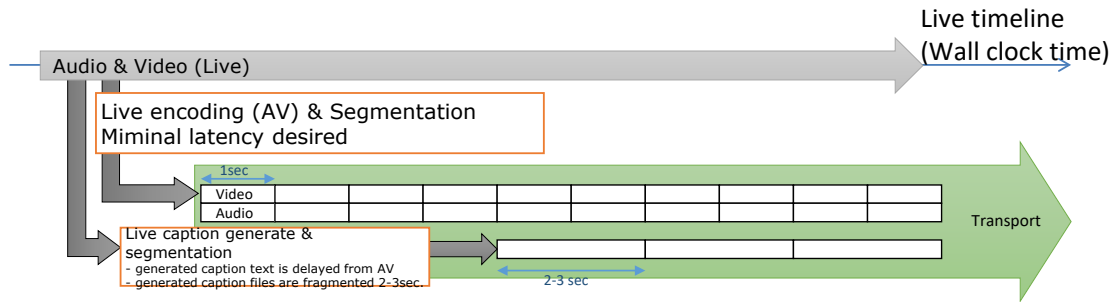 Live timeline
(Wall clock time)
Audio & Video (Live)
Live encoding (AV) & Segmentation
Miminal latency desired
1sec
Video
Audio
Transport
Live caption generate &
segmentation
- generated caption text is delayed from AV
- generated caption files are fragmented 2-3sec.
2-3 sec